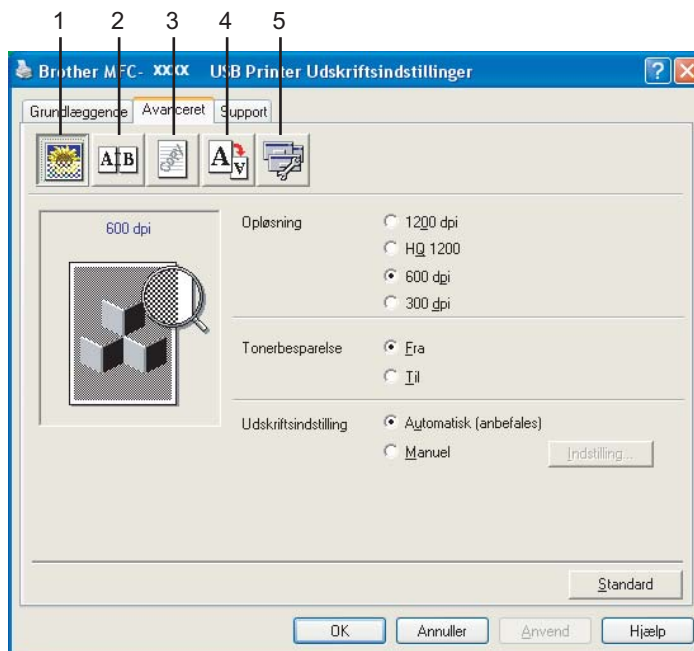 1 2 3 4 5
Brother MFC- XXXX USB Printer Udskriftsindstillinger
Grundlæggende Avanceret Support
A B COPY A A
600 dpi
Opløsning
1200 dpi
HQ 1200
600 dpi
300 dpi
Tonerbesparelse
Fra
Til
Udskriftsindstilling
Automatisk (anbefales)
Manuel Indstilling...
Standard
OK Annuller Anvend Hjælp